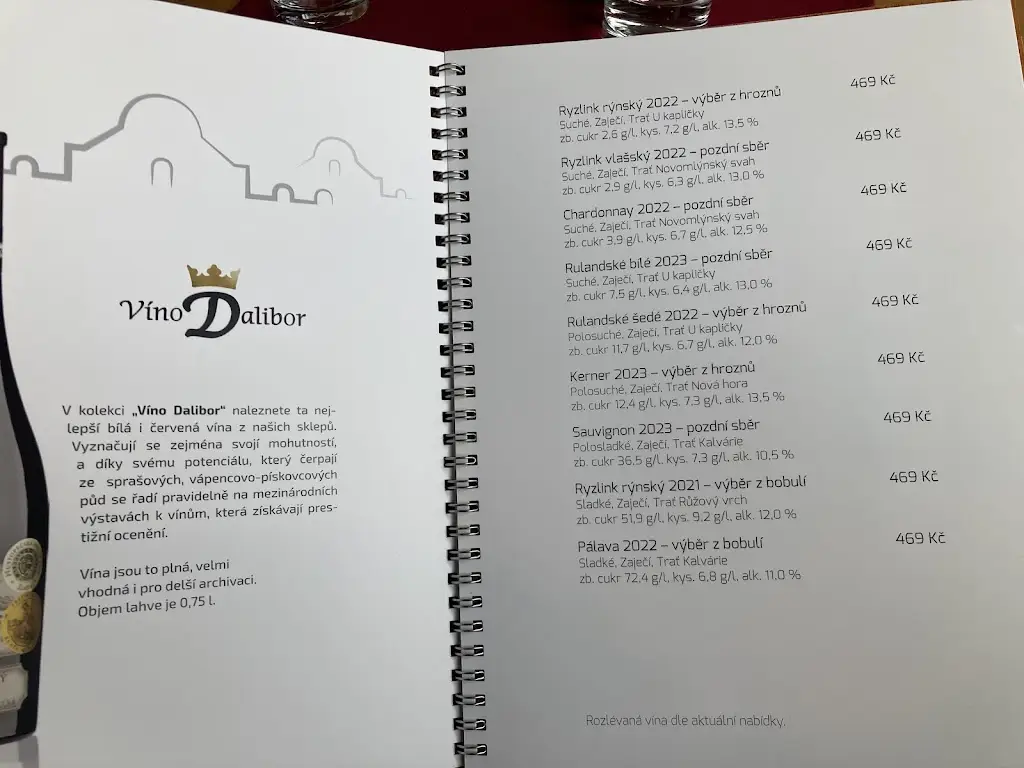 Víno Dalibor
V kolekci „Víno Dalibor“ naleznete ta nej-
lepší bílá i červená vína z našich sklepů.
Vyznačují se zejména svojí mohutností,
a díky svému potenciálu, který čerpají
ze sprašových, vápencovo-pískovcových
půd se řadí pravidelně na mezinárodních
výstavách k vínům, která získávají pres-
tižní ocenění.
Vína jsou to plná, velmi
vhodná i pro delší archivaci.
Objem lahve je 0,75 l.
Ryzlink rýnský 2022 – výběr z hroznů 469 Kč
Suché, Zaječí, Trať U kapličky
zb. cukr 2,6 g/l, kys. 7,2 g/l, alk. 13,5 %
Ryzlink vlašský 2022 – pozdní sběr 469 Kč
Suché, Zaječí, Trať Novomlýnský svah
zb. cukr 2,9 g/l, kys. 6,3 g/l, alk. 13,0 %
Chardonnay 2022 – pozdní sběr 469 Kč
Suché, Zaječí, Trať Novomlýnský svah
zb. cukr 3,9 g/l, kys. 6,7 g/l, alk. 12,5 %
Rulandské bílé 2023 – pozdní sběr 469 Kč
Suché, Zaječí, Trať U kapličky
zb. cukr 7,5 g/l, kys. 6,4 g/l, alk. 13,0 %
Rulandské šedé 2022 – výběr z hroznů 469 Kč
Polosuché, Zaječí, Trať U kapličky
zb. cukr 11,7 g/l, kys. 6,7 g/l, alk. 12,0 %
Kerner 2023 – výběr z hroznů 469 Kč
Polosuché, Zaječí, Trať Nová hora
zb. cukr 12,4 g/l, kys. 7,3 g/l, alk. 13,5 %
Sauvignon 2023 – pozdní sběr 469 Kč
Polosladké, Zaječí, Trať Kalvárie
zb. cukr 36,5 g/l, kys. 7,3 g/l, alk. 10,5 %
Ryzlink rýnský 2021 – výběr z bobulí 469 Kč
Sladké, Zaječí, Trať Růžový vrch
zb. cukr 51,9 g/l, kys. 9,2 g/l, alk. 12,0 %
Pálava 2022 – výběr z bobulí 469 Kč
Sladké, Zaječí, Trať Kalvárie
zb. cukr 72,4 g/l, kys. 6,8 g/l, alk. 11,0 %
Rozlévaná vína dle aktuální nabídky.